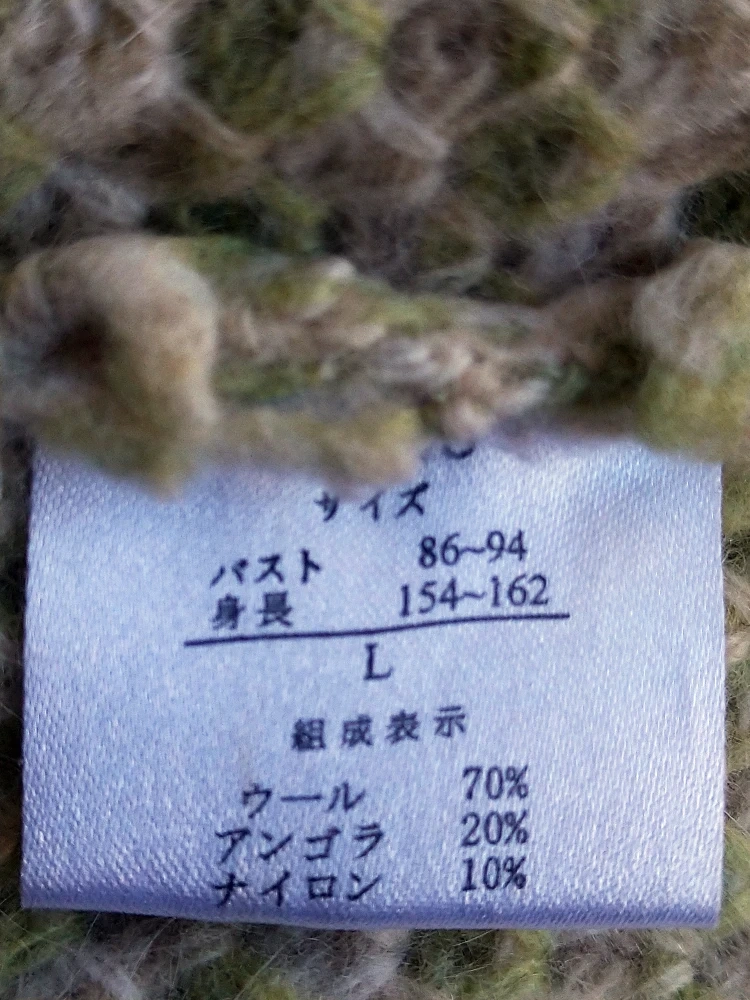 サイズ
バスト 86~94
身長 154~162
L
組成表示
ウール 70%
アンゴラ 20%
ナイロン 10%